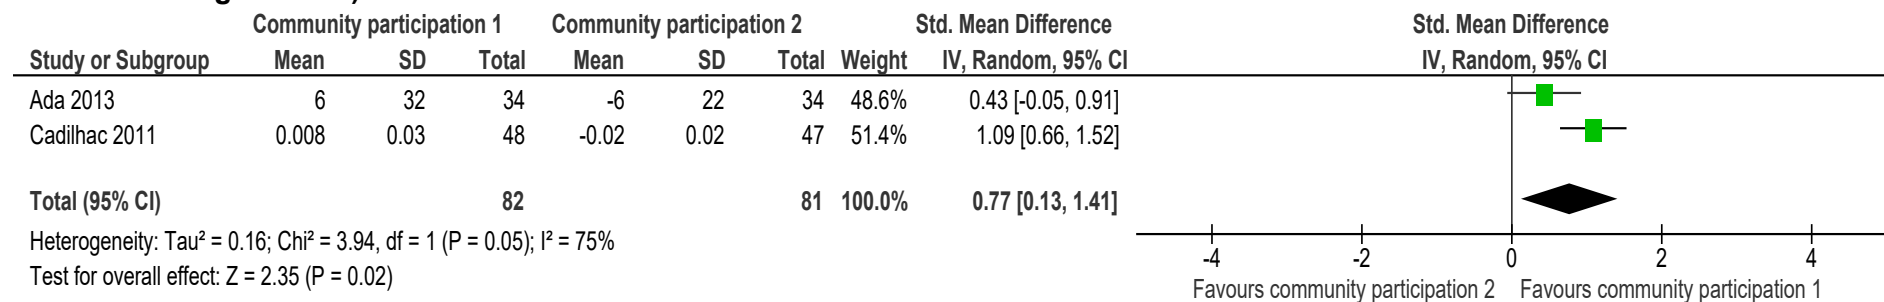 Community participation 1 Community participation 2 Std. Mean Difference Std. Mean Difference
Study or Subgroup Mean SD Total Mean SD Total Weight IV, Random, 95% CI IV, Random, 95% CI
Ada 2013 6 32 34 -6 22 34 48.6% 0.43 [-0.05, 0.91]
Cadilhac 2011 0.008 0.03 48 -0.02 0.02 47 51.4% 1.09 [0.66, 1.52]
Total (95% CI) 82 81 100.0% 0.77 [0.13, 1.41]
Heterogeneity: Tau² = 0.16; Chi² = 3.94, df = 1 (P = 0.05); I² = 75%
Test for overall effect: Z = 2.35 (P = 0.02)
-4 -2 0 2 4
Favours community participation 2 Favours community participation 1